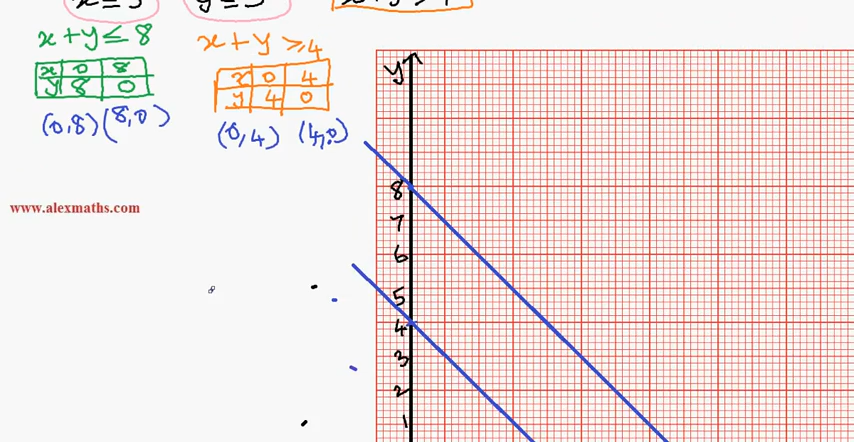 x + y ≤ 8
x + y ≥ 4
x 0 8
y 8 0
x 0 4
y 4 0
(0,8) (8,0)
(0,4) (4,0)
y
8
7
6
5
4
3
2
1
www.alexmaths.com